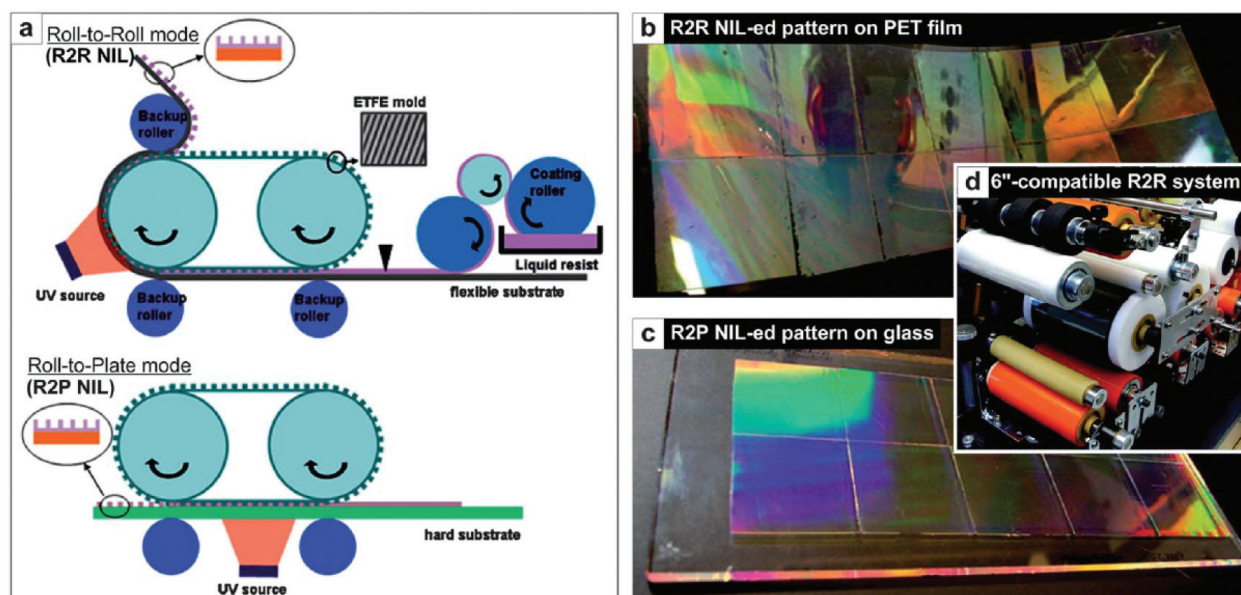 a
Roll-to-Roll mode
(R2R NIL)
Backup
roller
ETFE mold
Coating
roller
Liquid resist
UV source
Backup
roller
Backup
roller
flexible substrate
Roll-to-Plate mode
(R2P NIL)
hard substrate
UV source
b R2R NIL-ed pattern on PET film
d 6"-compatible R2R system
c R2P NIL-ed pattern on glass